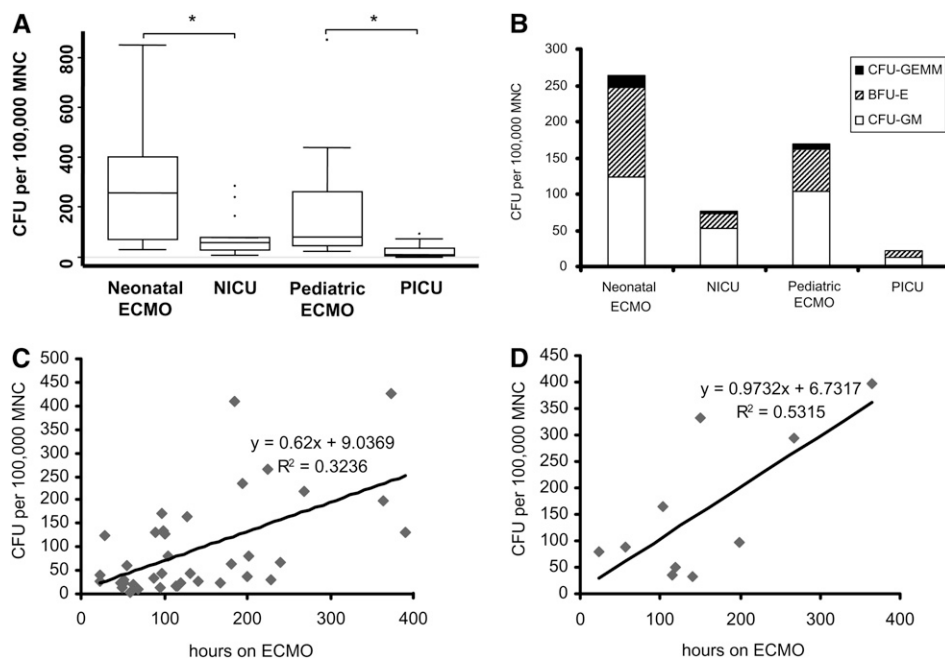 A
CFU per 100,000 MNC
800
600
400
200
0
*
*
Neonatal ECMO
NICU
Pediatric ECMO
PICU
B
CFU per 100,000 MNC
300
250
200
150
100
50
0
CFU-GEMM
BFU-E
CFU-GM
Neonatal ECMO
NICU
Pediatric ECMO
PICU
C
CFU per 100,000 MNC
500
450
400
350
300
250
200
150
100
50
0
y = 0.62x + 9.0369
R² = 0.3236
0 100 200 300 400
hours on ECMO
D
CFU per 100,000 MNC
450
400
350
300
250
200
150
100
50
0
y = 0.9732x + 6.7317
R² = 0.5315
0 100 200 300 400
hours on ECMO